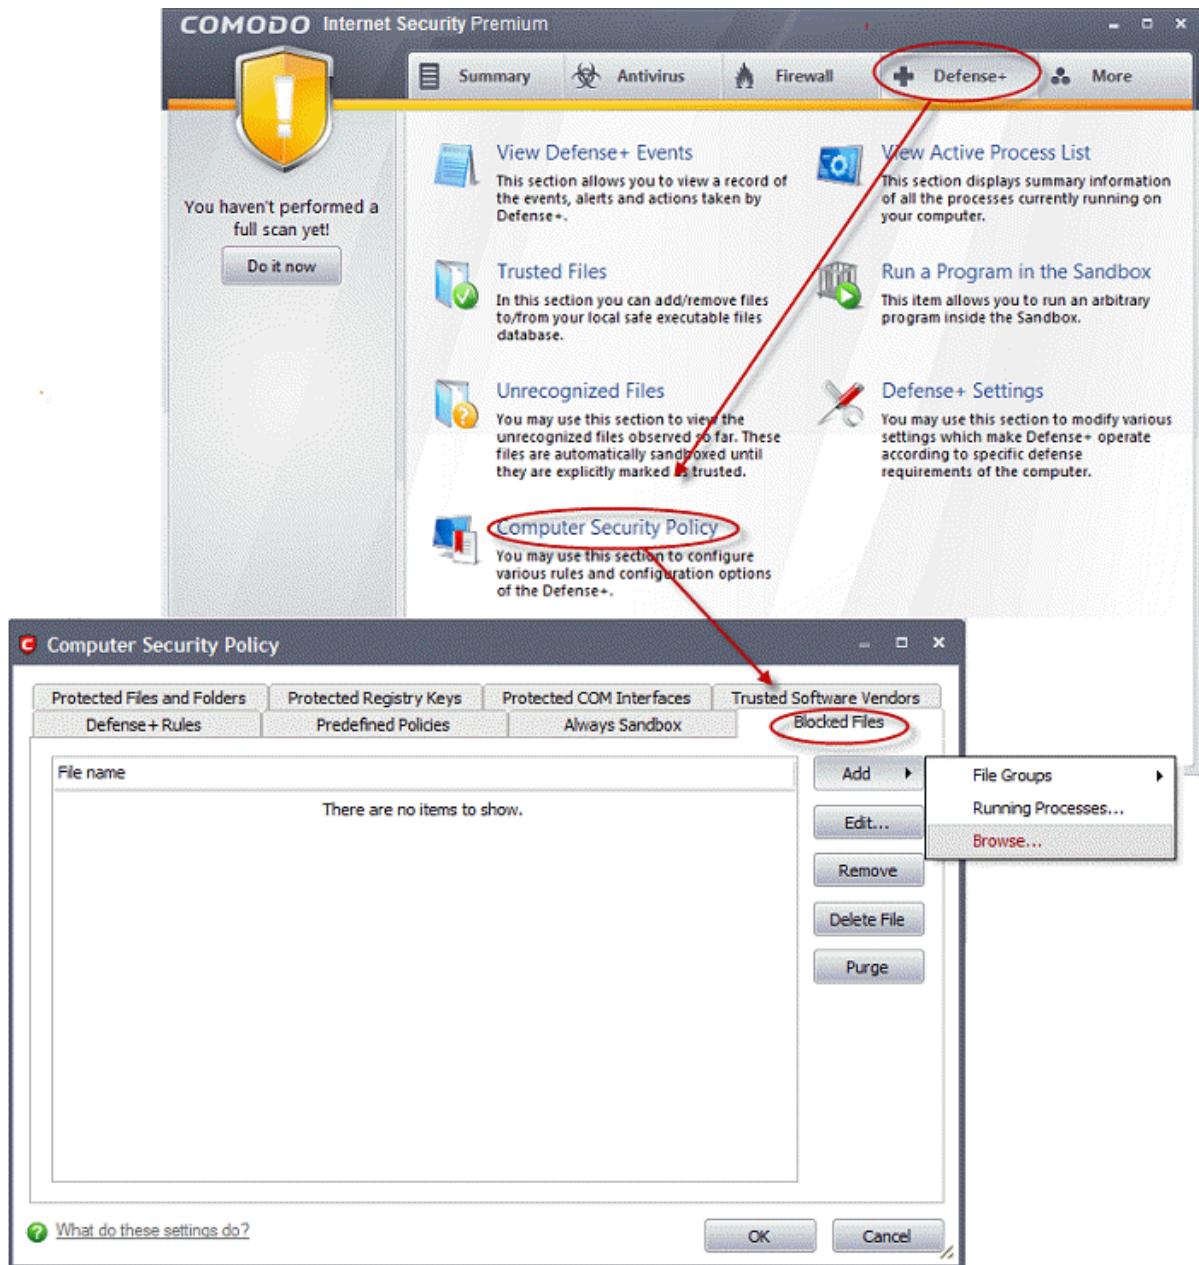 COMODO Internet Security Premium
Summary
Antivirus
Firewall
Defense+
More
You haven't performed a
full scan yet!
Do it now
View Defense+ Events
This section allows you to view a record of
the events, alerts and actions taken by
Defense+.
View Active Process List
This section displays summary information
of all the processes currently running on
your computer.
Trusted Files
In this section you can add/remove files
to/from your local safe executable files
database.
Run a Program in the Sandbox
This item allows you to run an arbitrary
program inside the Sandbox.
Unrecognized Files
You may use this section to view the
unrecognized files observed so far. These
files are automatically sandboxed until
they are explicitly marked as trusted.
Defense+ Settings
You may use this section to modify various
settings which make Defense+ operate
according to specific defense
requirements of the computer.
Computer Security Policy
You may use this section to configure
various rules and configuration options
of the Defense+.
Computer Security Policy
Protected Files and Folders
Protected Registry Keys
Protected COM Interfaces
Trusted Software Vendors
Defense+ Rules
Predefined Policies
Always Sandbox
Blocked Files
File name
There are no items to show.
Add
Edit...
Remove
Delete File
Purge
File Groups
Running Processes...
Browse...
What do these settings do?
OK
Cancel